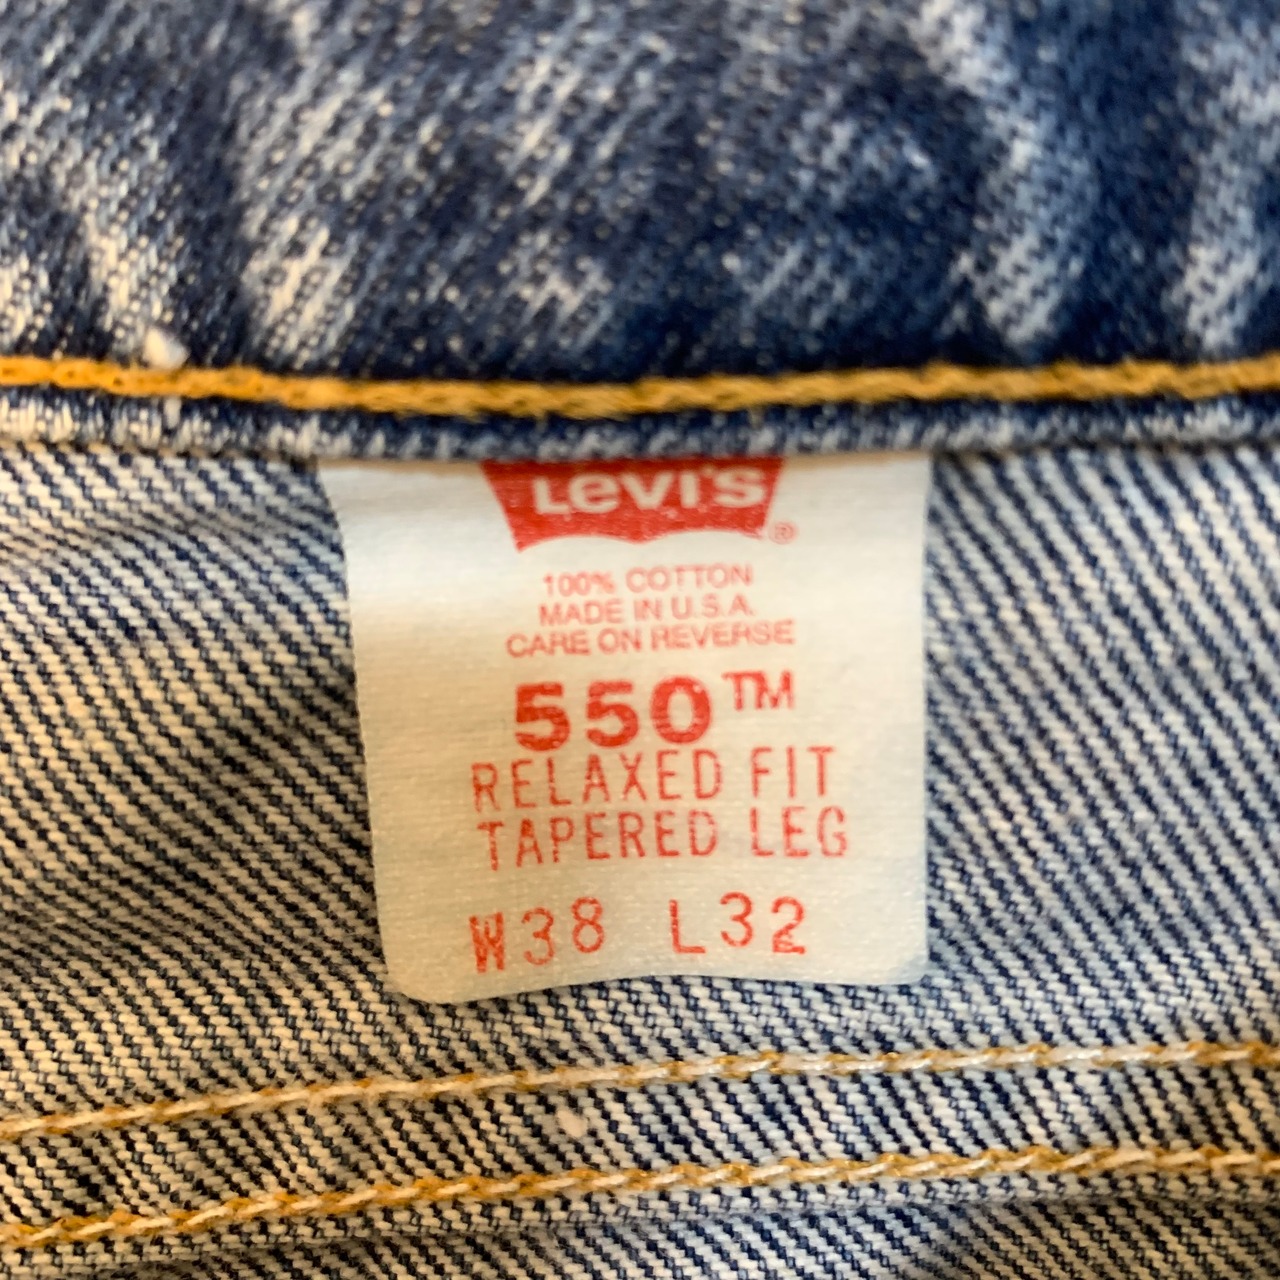 LEVI'S®
100% COTTON
MADE IN U.S.A.
CARE ON REVERSE
550™
RELAXED FIT
TAPERED LEG
W38 L32